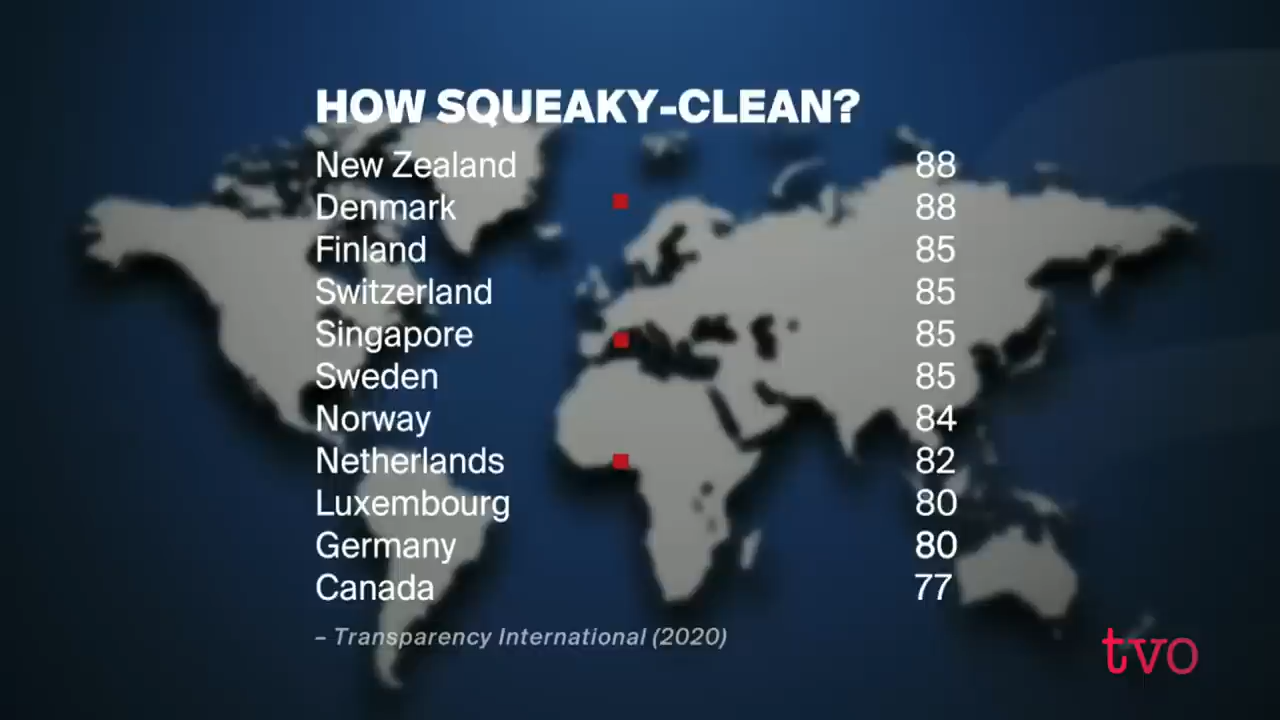 HOW SQUEAKY-CLEAN?
New Zealand 88
Denmark 88
Finland 85
Switzerland 85
Singapore 85
Sweden 85
Norway 84
Netherlands 82
Luxembourg 80
Germany 80
Canada 77
– Transparency International (2020)
tvo